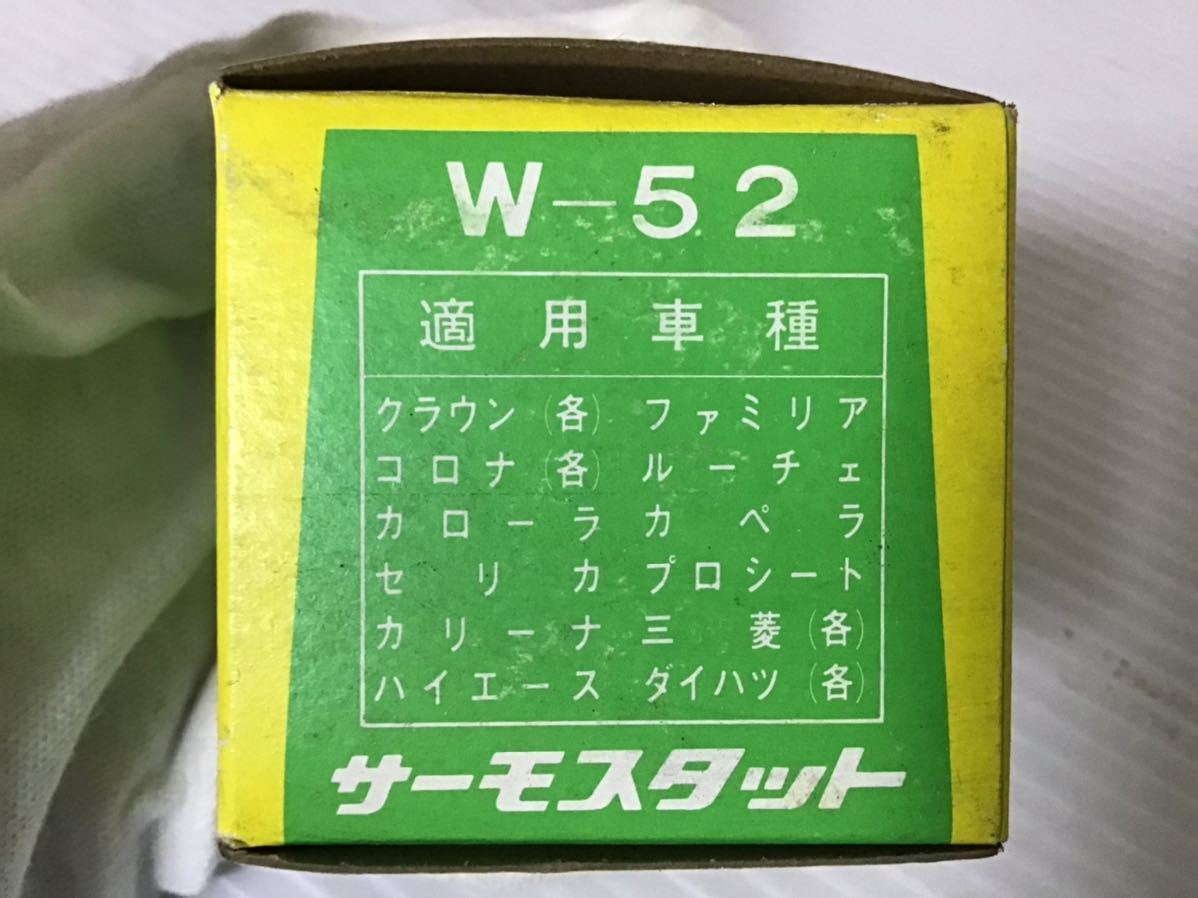 W-52
適用車種
クラウン(各) ファミリア
コロナ(各) ルーチェ
カローラ カペラ
セリカ プロシート
カリーナ 三菱(各)
ハイエース ダイハツ(各)
サーモスタット